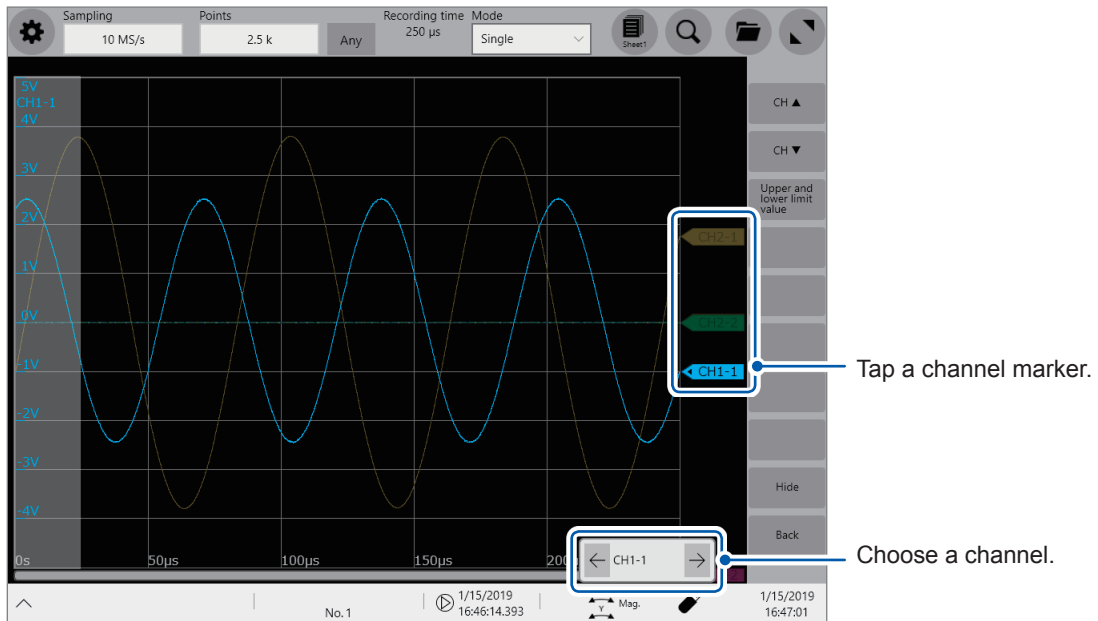 Sampling
Points
Recording time
Mode
10 MS/s
2.5 k
Any
250 µs
Single
Sheet1
5V
CH1-1
4V
3V
2V
1V
0V
-1V
-2V
-3V
-4V
0s
50µs
100µs
150µs
200
CH2-1
CH2-2
CH1-1
CH ▲
CH ▼
Upper and
lower limit
value
Hide
Back
Tap a channel marker.
← CH1-1 →
Choose a channel.
No. 1
1/15/2019
16:46:14.393
Y
Mag.
1/15/2019
16:47:01